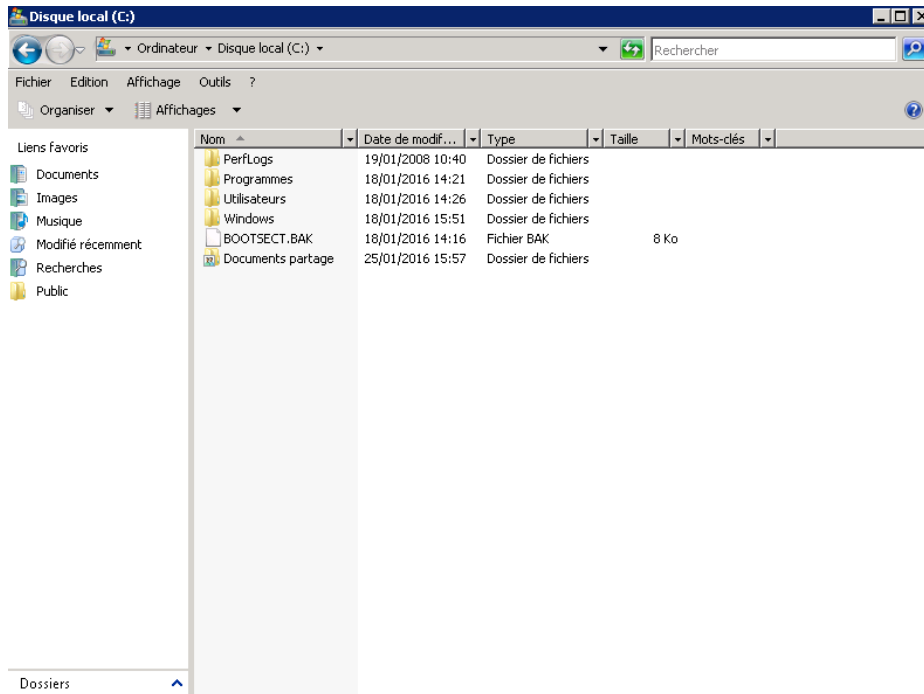 Disque local (C:)
Ordinateur Disque local (C:)
Rechercher
Fichier Edition Affichage Outils ?
Organiser Affichages
?
Liens favoris
Documents
Images
Musique
Modifié récemment
Recherches
Public
Dossiers
Nom Date de modif... Type Taille Mots-clés
PerfLogs 19/01/2008 10:40 Dossier de fichiers
Programmes 18/01/2016 14:21 Dossier de fichiers
Utilisateurs 18/01/2016 14:26 Dossier de fichiers
Windows 18/01/2016 15:51 Dossier de fichiers
BOOTSECT.BAK 18/01/2016 14:16 Fichier BAK 8 Ko
Documents partage 25/01/2016 15:57 Dossier de fichiers